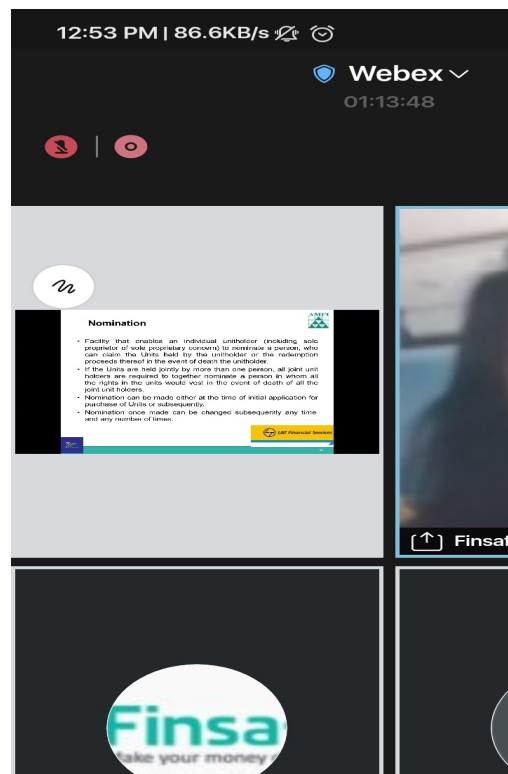 12:53 PM | 86.6KB/s
Webex
01:13:48
AMFI
Nomination
• Facility that enables an individual unitholder (including sole
proprietor of sole proprietary concern) to nominate a person, who
can claim the Units held by the unitholder or the redemption
proceeds thereof in the event of death the unitholder.
• If the Units are held jointly by more than one person, all joint unit
holders are required to together nominate a person in whom all
the rights in the units would vest in the event of death of all the
joint unit holders.
• Nomination can be made either at the time of initial application for
purchase of Units or subsequently.
• Nomination once made can be changed subsequently any time
and any number of times.
L&T Financial Services
Finsaf
Finsa
ake your money